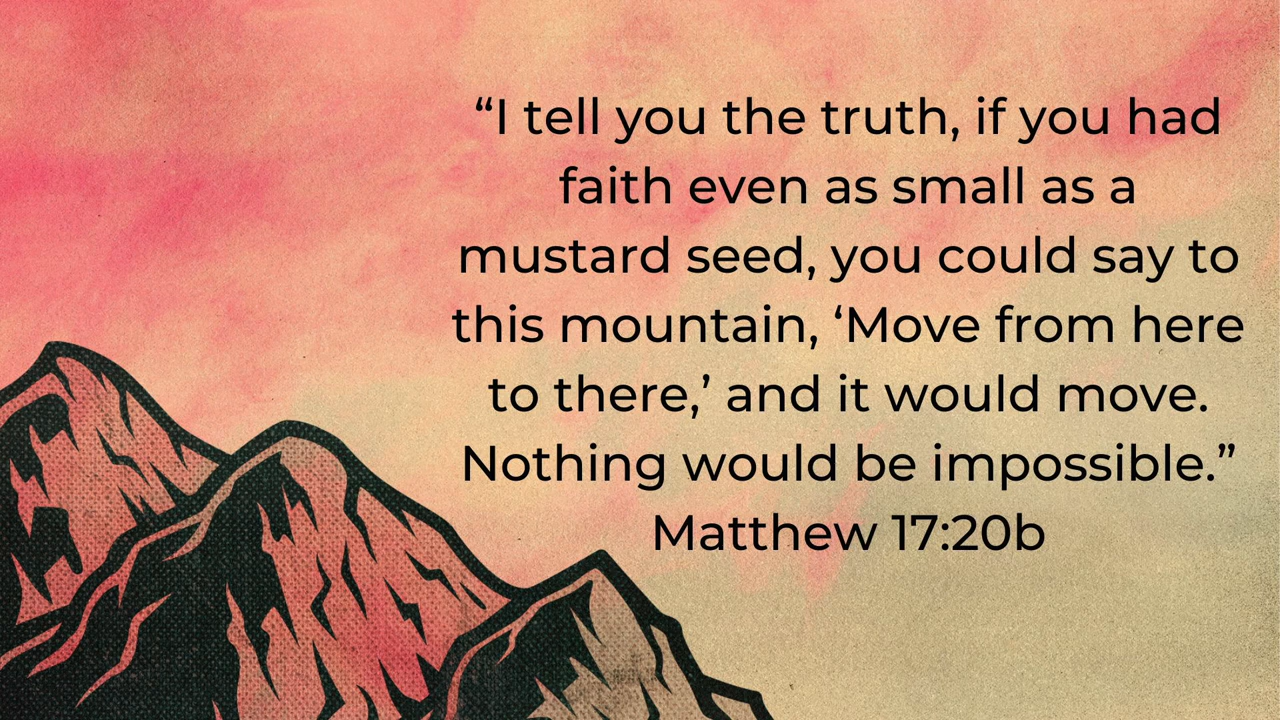 “I tell you the truth, if you had
faith even as small as a
mustard seed, you could say to
this mountain, ‘Move from here
to there,’ and it would move.
Nothing would be impossible.”
Matthew 17:20b